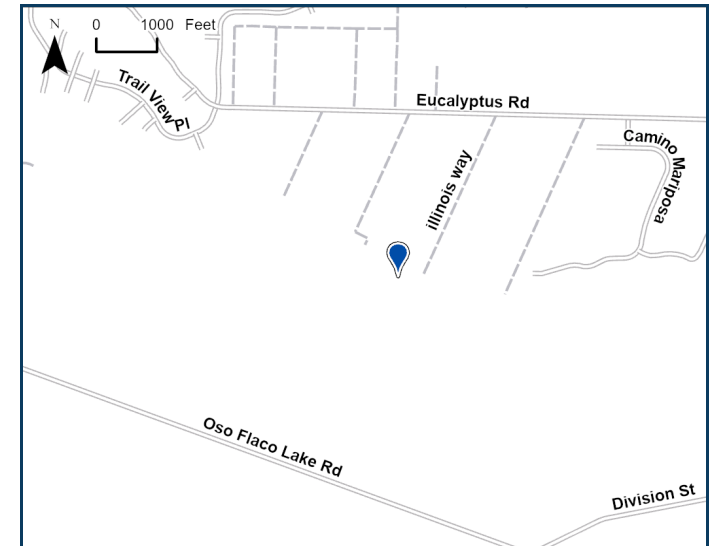 N 0 1000 Feet
Trail View Pl
Eucalyptus Rd
Camino Mariposa
illinois way
Oso Flaco Lake Rd
Division St